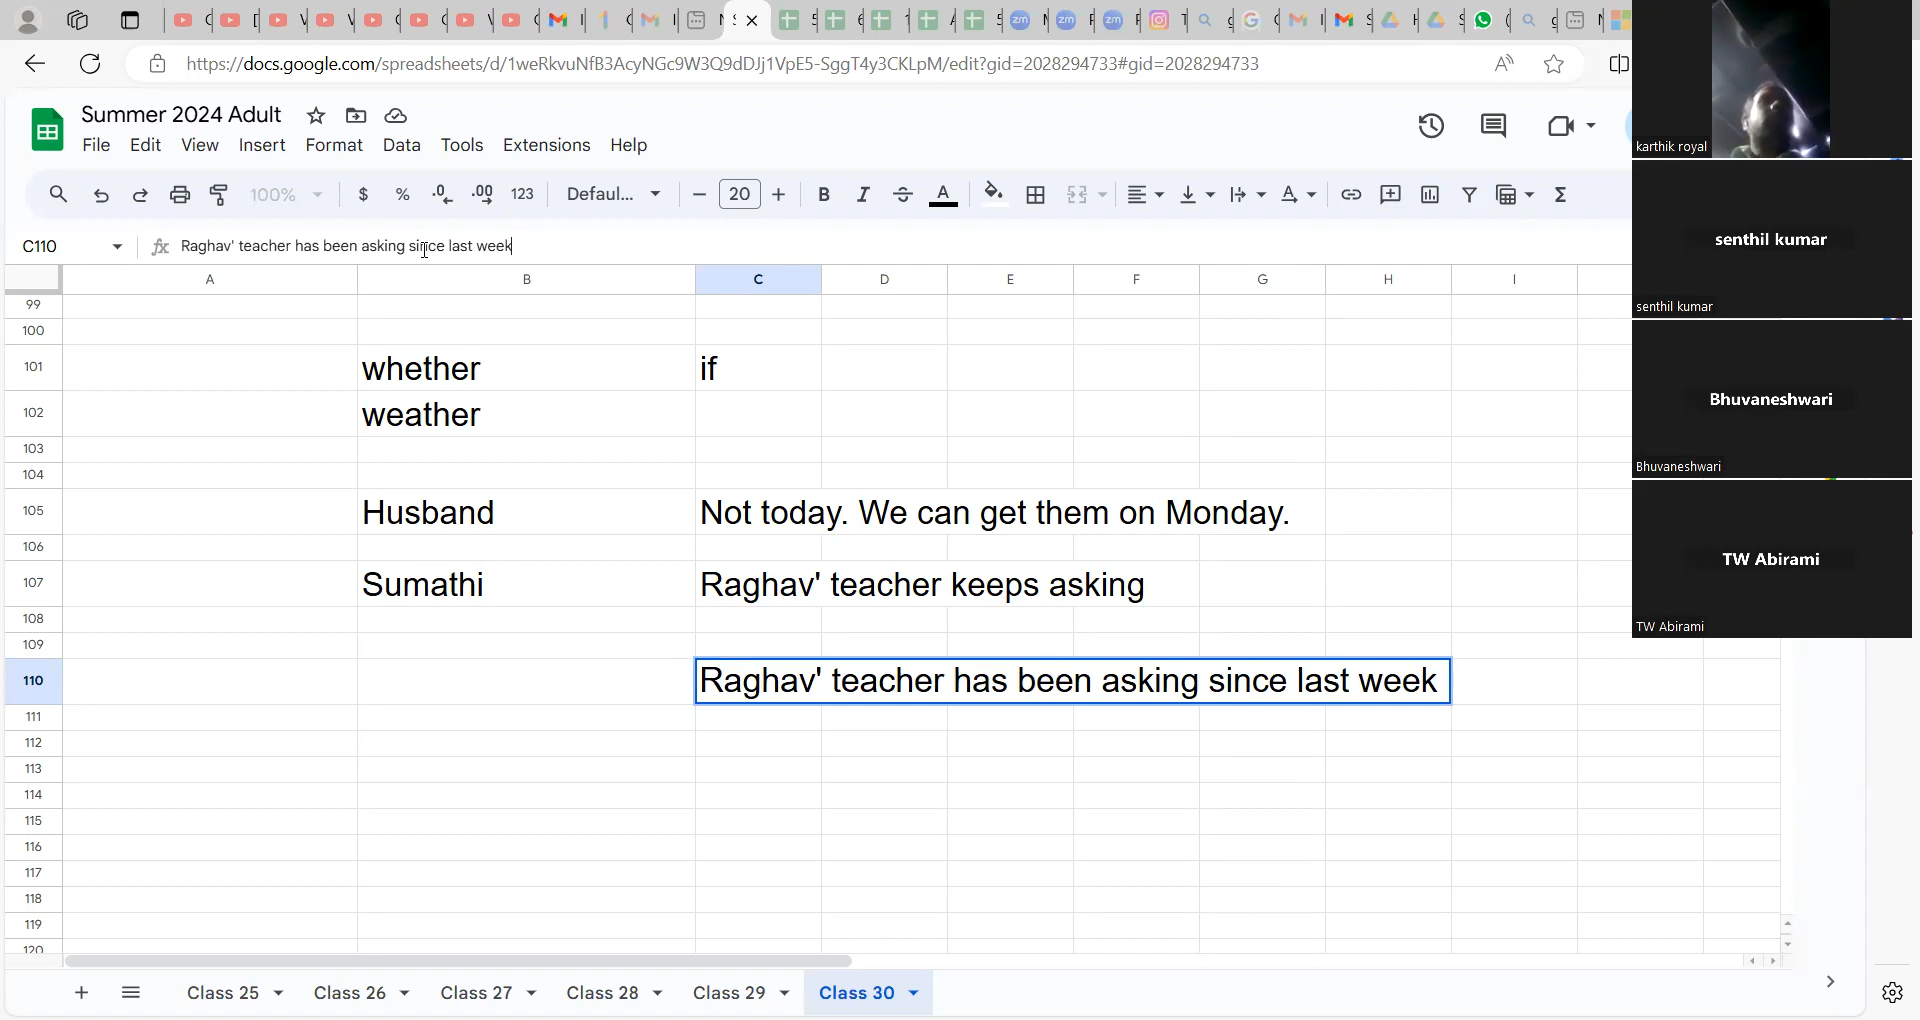 https://docs.google.com/spreadsheets/d/1weRkvuNfB3AcyNGc9W3Q9dDJj1VpE5-SggT4y3CKLpM/edit?gid=2028294733#gid=2028294733
Summer 2024 Adult
File Edit View Insert Format Data Tools Extensions Help
100% $ % .0 .00 123 Defaul... 20 B I S A
C110 fx Raghav' teacher has been asking since last week
A B C D E F G H I
99
100
101 whether if
102 weather
103
104
105 Husband Not today. We can get them on Monday.
106
107 Sumathi Raghav' teacher keeps asking
108
109
110 Raghav' teacher has been asking since last week
111
112
113
114
115
116
117
118
119
120
Class 25 Class 26 Class 27 Class 28 Class 29 Class 30
karthik royal
senthil kumar
senthil kumar
Bhuvaneshwari
Bhuvaneshwari
TW Abirami
TW Abirami